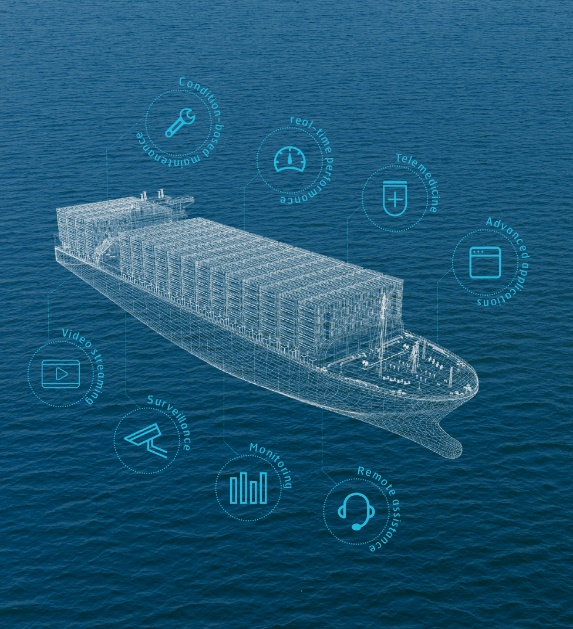 Condition-based maintenance
real-time performance
Telemedicine
Advanced applications
Video streaming
Surveillance
Monitoring
Remote assistance